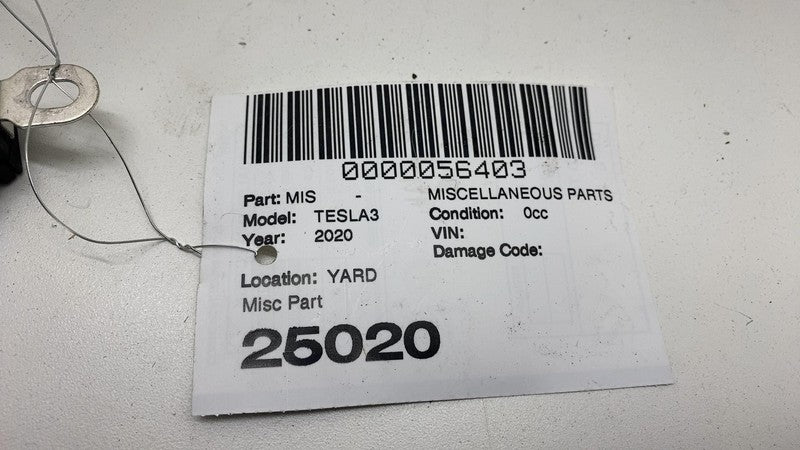 0000056403
Part: MIS - MISCELLANEOUS PARTS
Model: TESLA3 Condition: 0cc
Year: 2020 VIN:
Damage Code:
Location: YARD
Misc Part
25020